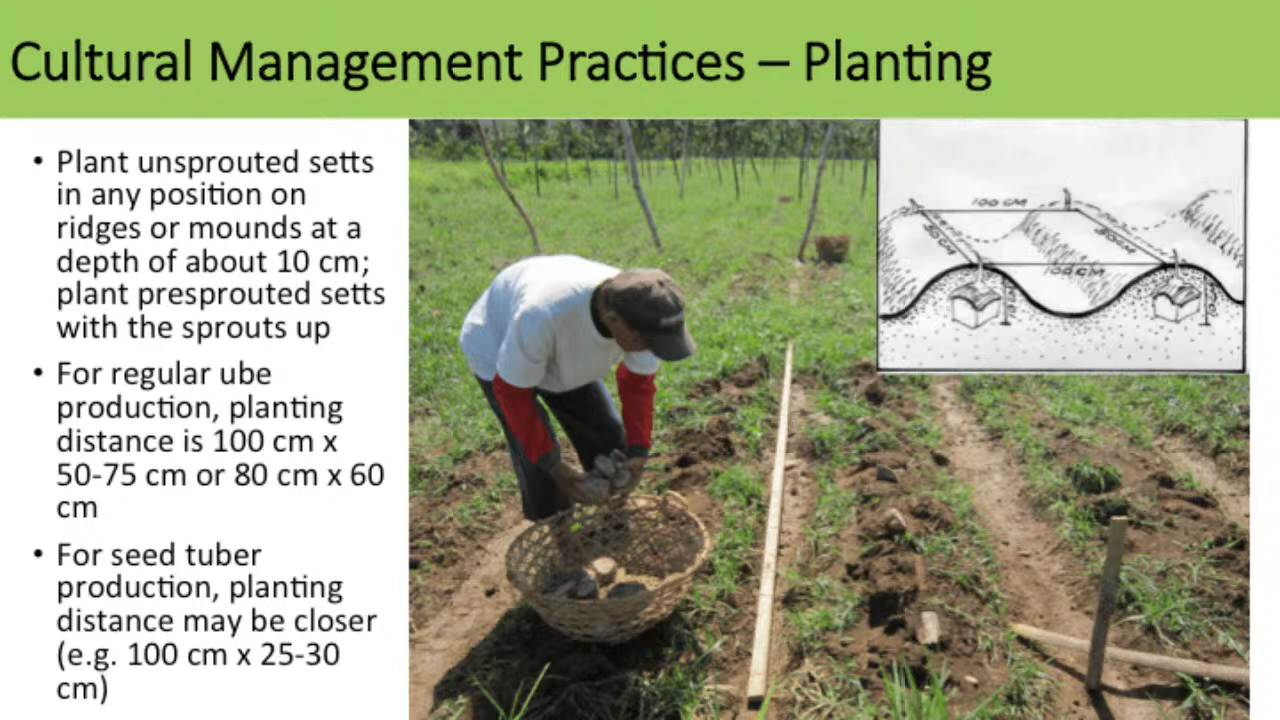 Cultural Management Practices – Planting
• Plant unsprouted setts
in any position on
ridges or mounds at a
depth of about 10 cm;
plant presprouted setts
with the sprouts up
• For regular ube
production, planting
distance is 100 cm x
50-75 cm or 80 cm x 60
cm
• For seed tuber
production, planting
distance may be closer
(e.g. 100 cm x 25-30
cm)
100 CM
100 CM